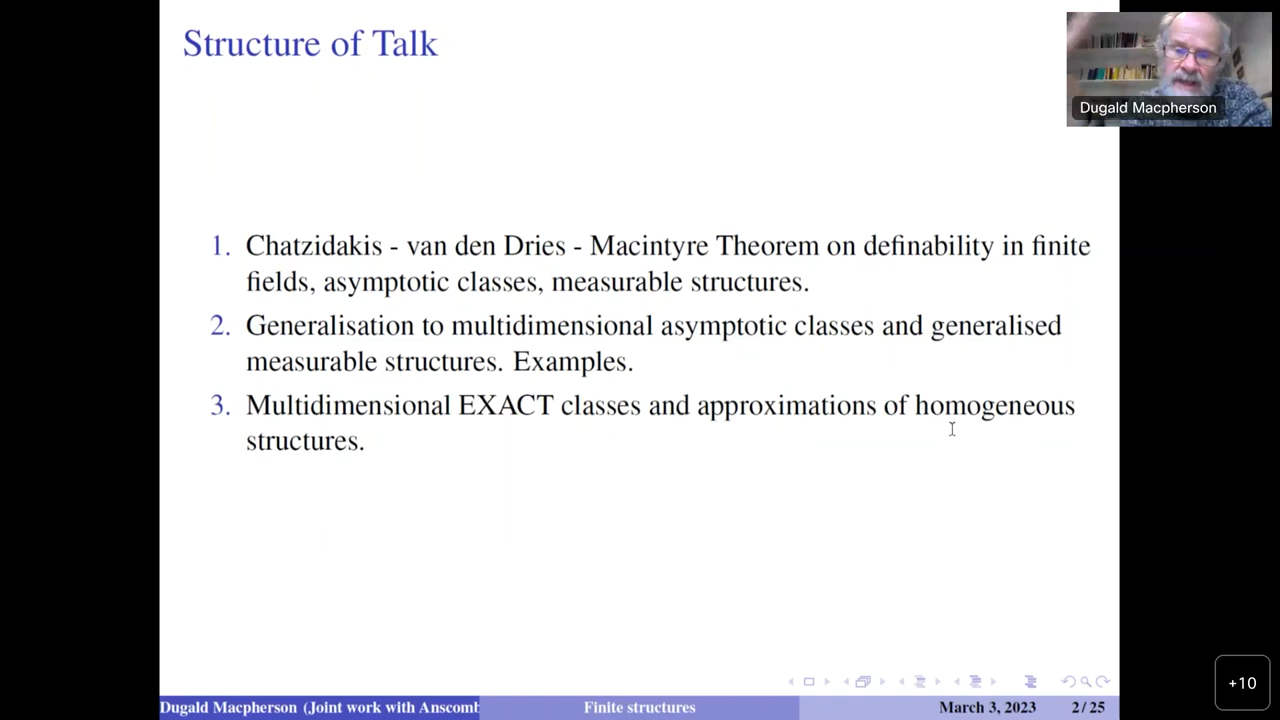 Structure of Talk
Dugald Macpherson
1. Chatzidakis - van den Dries - Macintyre Theorem on definability in finite
fields, asymptotic classes, measurable structures.
2. Generalisation to multidimensional asymptotic classes and generalised
measurable structures. Examples.
3. Multidimensional EXACT classes and approximations of homogeneous
structures.
+10
Dugald Macpherson (Joint work with Anscomb
Finite structures
March 3, 2023
2 / 25